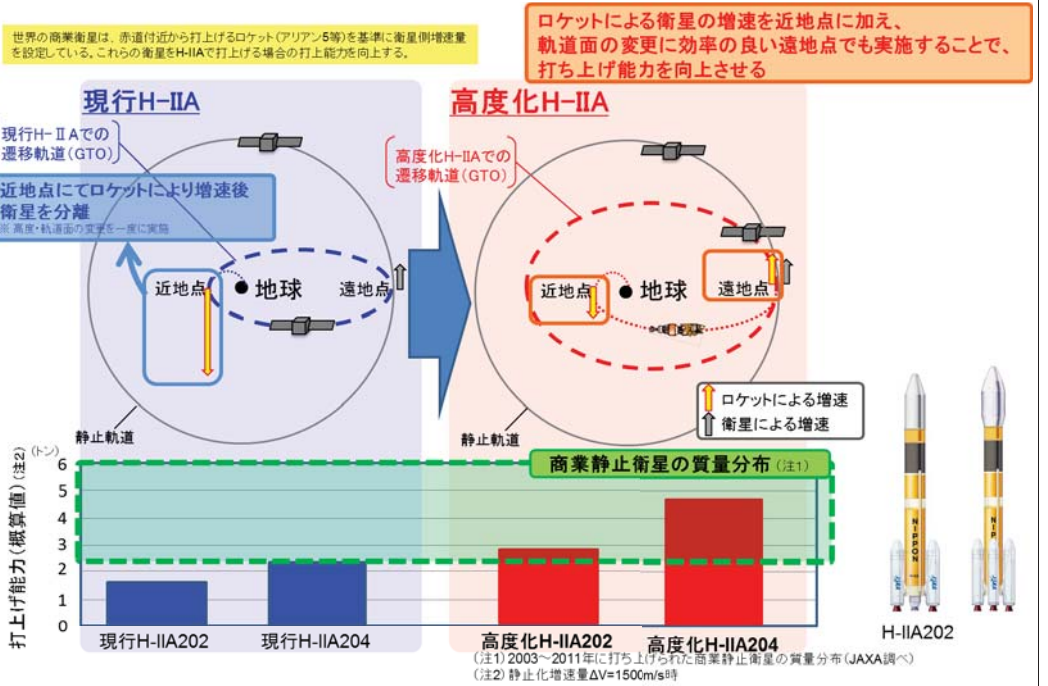 世界の商業衛星は、赤道付近から打上げるロケット(アリアン5等)を基準に衛星側増速量
を設定している。これらの衛星をH-IIAで打上げる場合の打上能力を向上する。
ロケットによる衛星の増速を近地点に加え、
軌道面の変更に効率の良い遠地点でも実施することで、
打ち上げ能力を向上させる
現行H-IIA
現行H-ⅡAでの
遷移軌道(GTO)
近地点にてロケットにより増速後
衛星を分離
※ 高度・軌道面の変更を一度に実施
近地点
地球
遠地点
静止軌道
高度化H-IIA
高度化H-IIAでの
遷移軌道(GTO)
近地点
地球
遠地点
静止軌道
ロケットによる増速
衛星による増速
打上げ能力(概算値)(注2)
(トン)
商業静止衛星の質量分布(注1)
6
5
4
3
2
1
0
現行H-IIA202
現行H-IIA204
高度化H-IIA202
高度化H-IIA204
(注1) 2003~2011年に打ち上げられた商業静止衛星の質量分布(JAXA調べ)
(注2) 静止化増速量ΔV=1500m/s時
NIPPON
NIP
H-IIA202